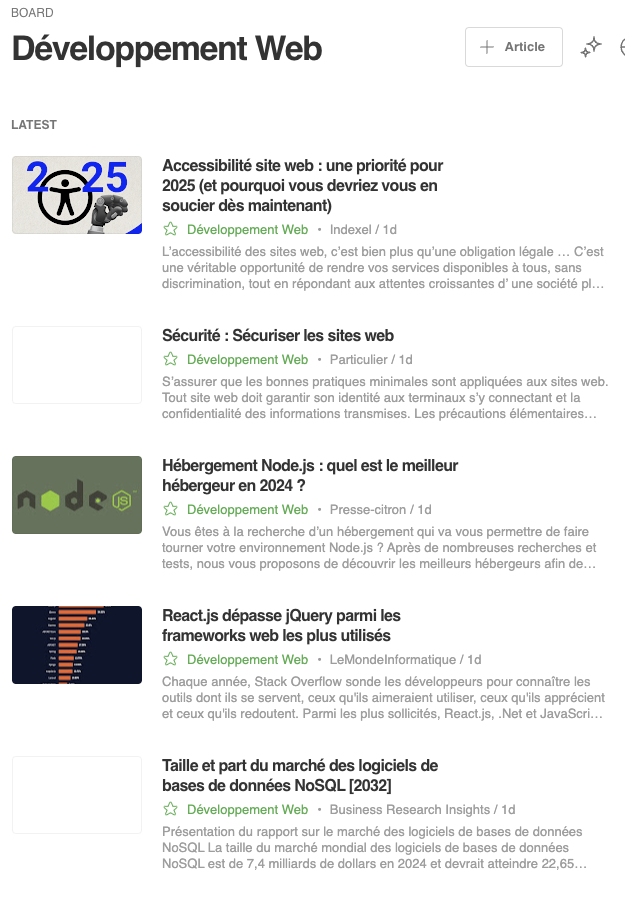 BOARD
Développement Web
Article
LATEST
2025
Accessibilité site web : une priorité pour
2025 (et pourquoi vous devriez vous en
soucier dès maintenant)
Développement Web • Indexel / 1d
L’accessibilité des sites web, c’est bien plus qu’une obligation légale … C’est
une véritable opportunité de rendre vos services disponibles à tous, sans
discrimination, tout en répondant aux attentes croissantes d’ une société pl…
Sécurité : Sécuriser les sites web
Développement Web • Particulier / 1d
S’assurer que les bonnes pratiques minimales sont appliquées aux sites web.
Tout site web doit garantir son identité aux terminaux s’y connectant et la
confidentialité des informations transmises. Les précautions élémentaires…
node JS
Hébergement Node.js : quel est le meilleur
hébergeur en 2024 ?
Développement Web • Presse-citron / 1d
Vous êtes à la recherche d’un hébergement qui va vous permettre de faire
tourner votre environnement Node.js ? Après de nombreuses recherches et
tests, nous vous proposons de découvrir les meilleurs hébergeurs afin de…
React.js dépasse jQuery parmi les
frameworks web les plus utilisés
Développement Web • LeMondeInformatique / 1d
Chaque année, Stack Overflow sonde les développeurs pour connaître les
outils dont ils se servent, ceux qu'ils aimeraient utiliser, ceux qu'ils apprécient
et ceux qu'ils redoutent. Parmi les plus sollicités, React.js, .Net et JavaScri…
Taille et part du marché des logiciels de
bases de données NoSQL [2032]
Développement Web • Business Research Insights / 1d
Présentation du rapport sur le marché des logiciels de bases de données
NoSQL La taille du marché mondial des logiciels de bases de données
NoSQL est de 7,4 milliards de dollars en 2024 et devrait atteindre 22,65…